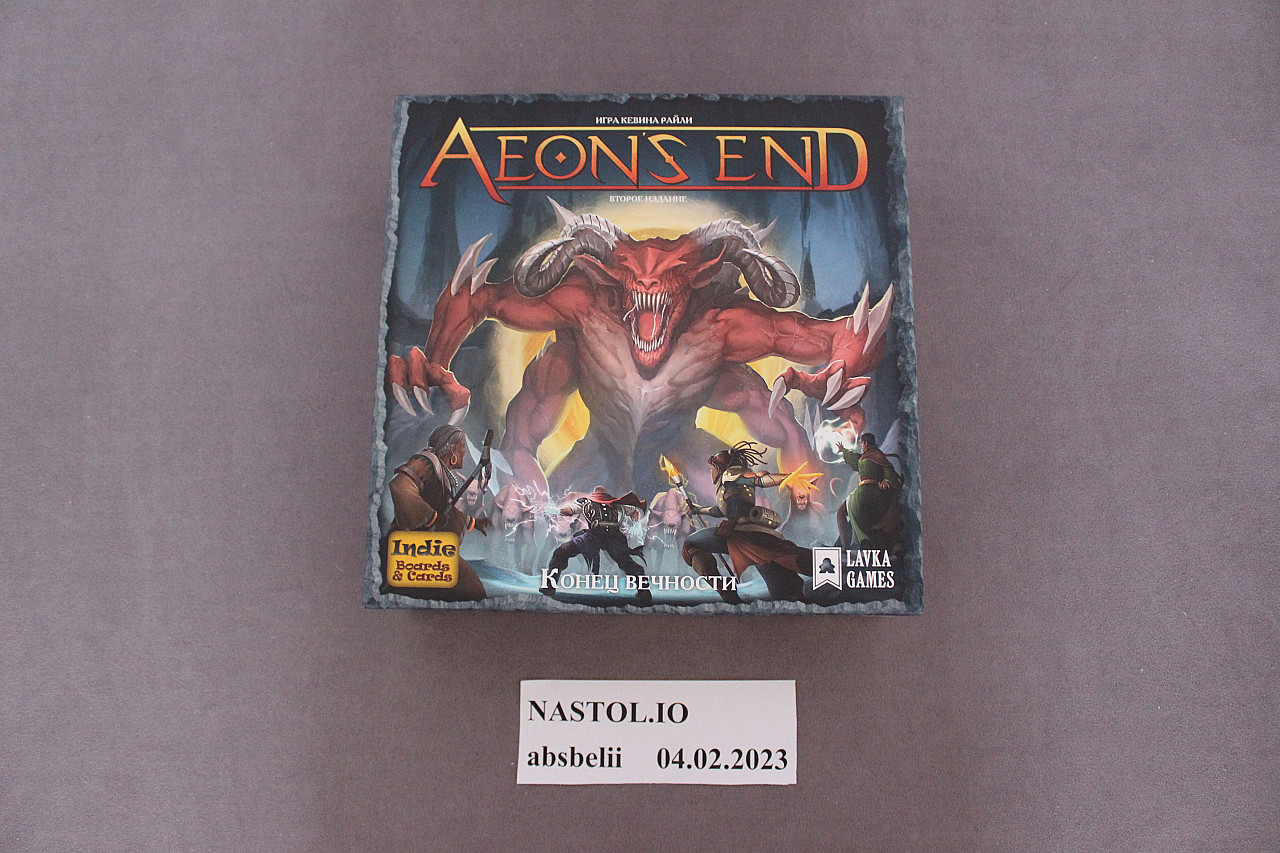 ИГРА КЕВИНА РАЙЛИ
AEON'S END
ВТОРОЕ ИЗДАНИЕ
Indie
Boards
& Cards
КОНЕЦ ВЕЧНОСТИ
LAVKA
GAMES
NASTOL.IO
absbelii 04.02.2023